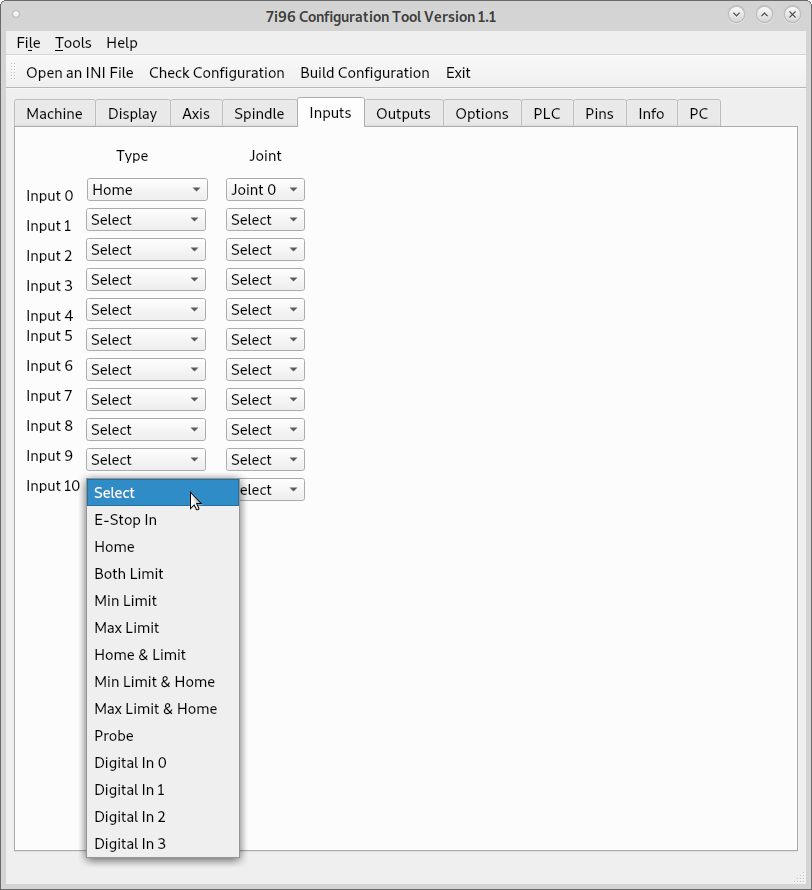 7i96 Configuration Tool Version 1.1
File Tools Help
Open an INI File Check Configuration Build Configuration Exit
Machine Display Axis Spindle Inputs Outputs Options PLC Pins Info PC
Type Joint
Input 0 Home Joint 0
Input 1 Select Select
Input 2 Select Select
Input 3 Select Select
Input 4 Select Select
Input 5 Select Select
Input 6 Select Select
Input 7 Select Select
Input 8 Select Select
Input 9 Select Select
Input 10 Select elect
E-Stop In
Home
Both Limit
Min Limit
Max Limit
Home & Limit
Min Limit & Home
Max Limit & Home
Probe
Digital In 0
Digital In 1
Digital In 2
Digital In 3